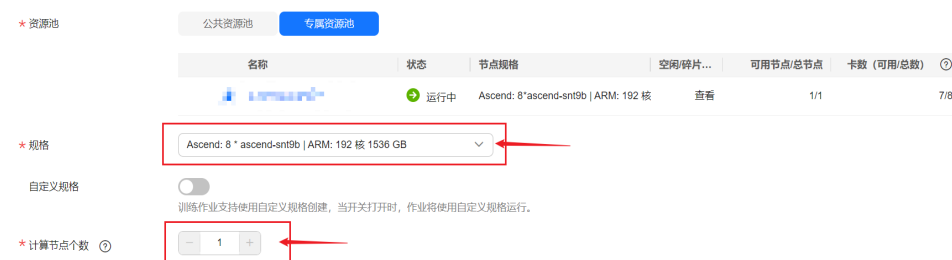 * 资源池 公共资源池 专属资源池
名称 状态 节点规格 空闲/碎片... 可用节点/总节点 卡数（可用/总数） ?
运行中 Ascend: 8*ascend-snt9b | ARM: 192 核 查看 1/1 7/8
* 规格 Ascend: 8 * ascend-snt9b | ARM: 192 核 1536 GB
自定义规格
训练作业支持使用自定义规格创建，当开关打开时，作业将使用自定义规格运行。
* 计算节点个数 ? − 1 +